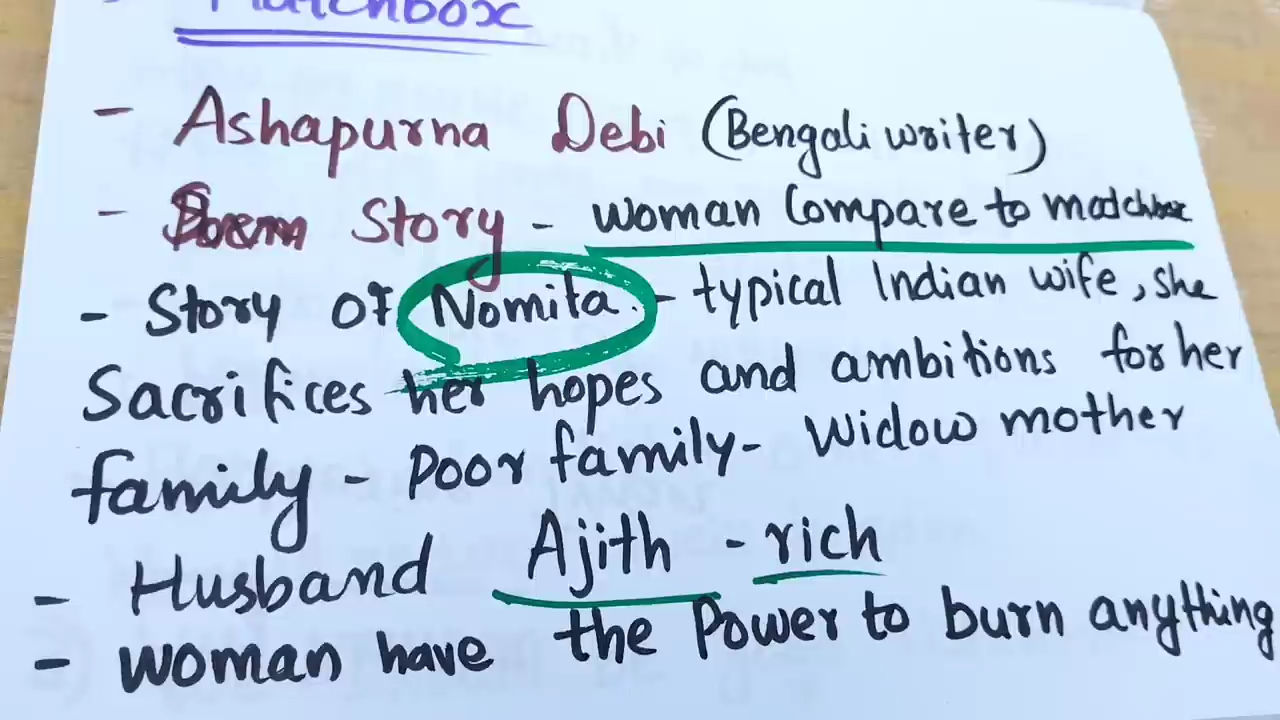 Matchbox
- Ashapurna Debi (Bengali writer)
- Story - woman Compare to matchbox
- Story of Nomita. - typical Indian wife, she
Sacrifices her hopes and ambitions for her
family - Poor family - Widow mother
- Husband Ajith - rich
- woman have the Power to burn anything